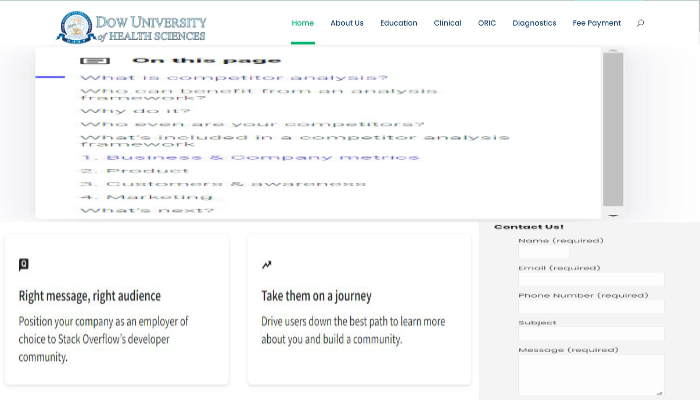 Dow University
of Health Sciences
Home About Us Education Clinical ORIC Diagnostics Fee Payment
On this page
What is competitor analysis?
Who can benefit from an analysis
framework?
Why do it?
Who even are your competitors?
What's included in a competitor analysis
framework
1. Business & Company metrics
2. Product
3. Customers & awareness
4. Marketing
What's next?
Right message, right audience
Position your company as an employer of
choice to Stack Overflow's developer
community.
Take them on a journey
Drive users down the best path to learn more
about you and build a community.
Contact Us!
Name (required)
Email (required)
Phone Number (required)
Subject
Message (required)